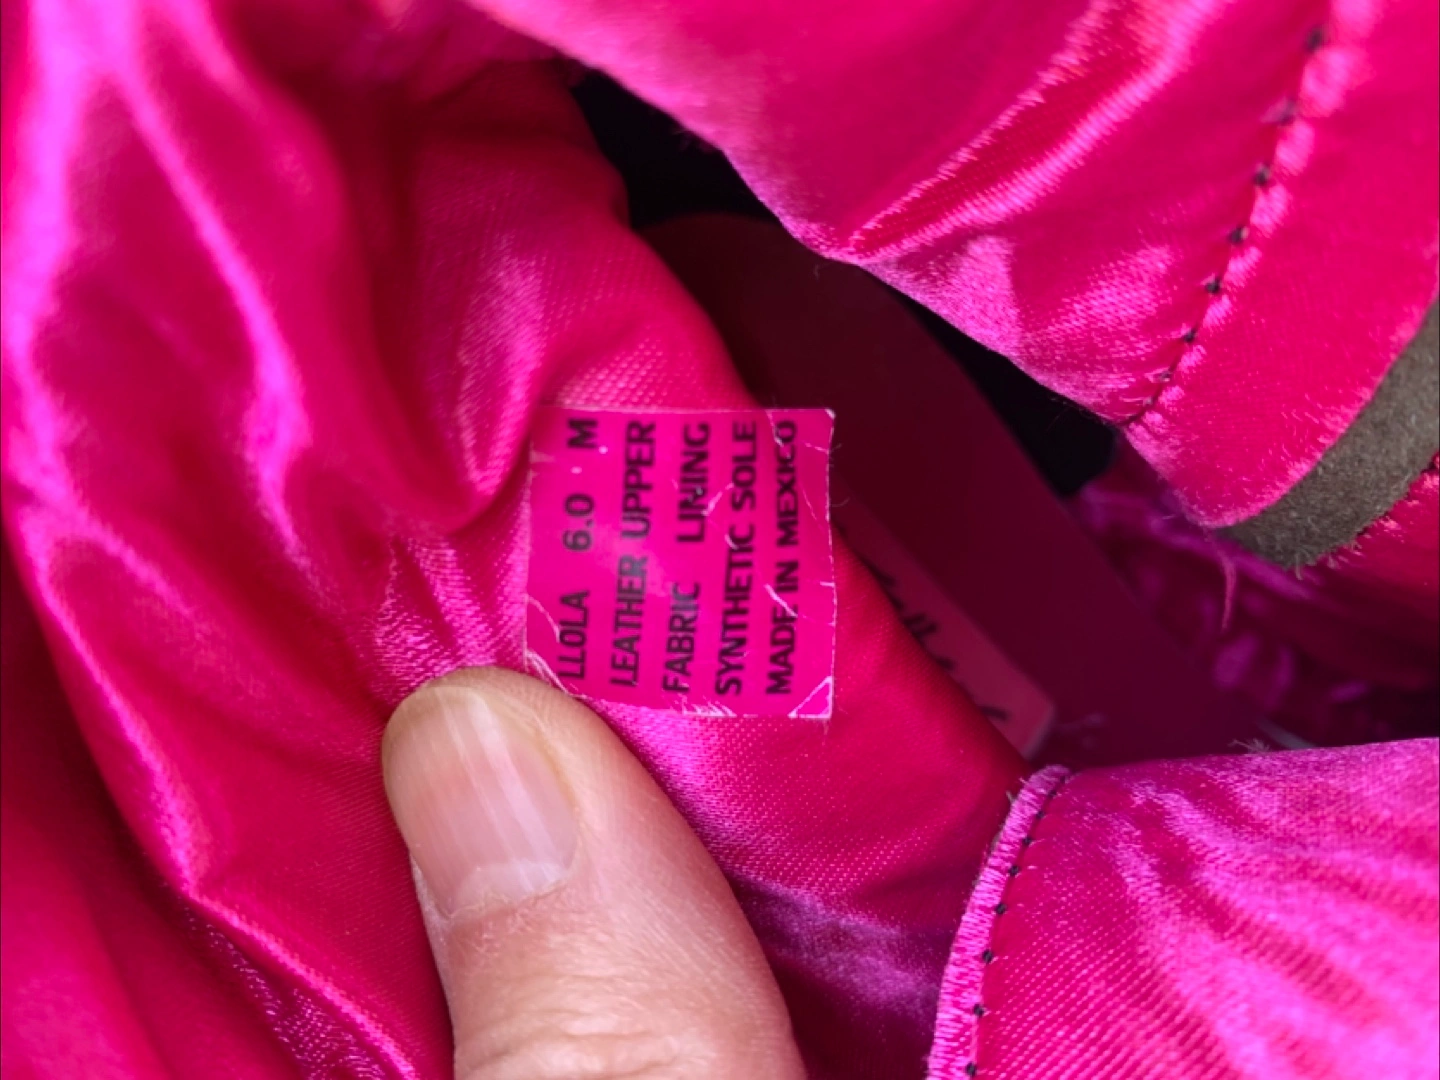 LLOLA 6.0 M
LEATHER UPPER
FABRIC LINING
SYNTHETIC SOLE
MADE IN MEXICO